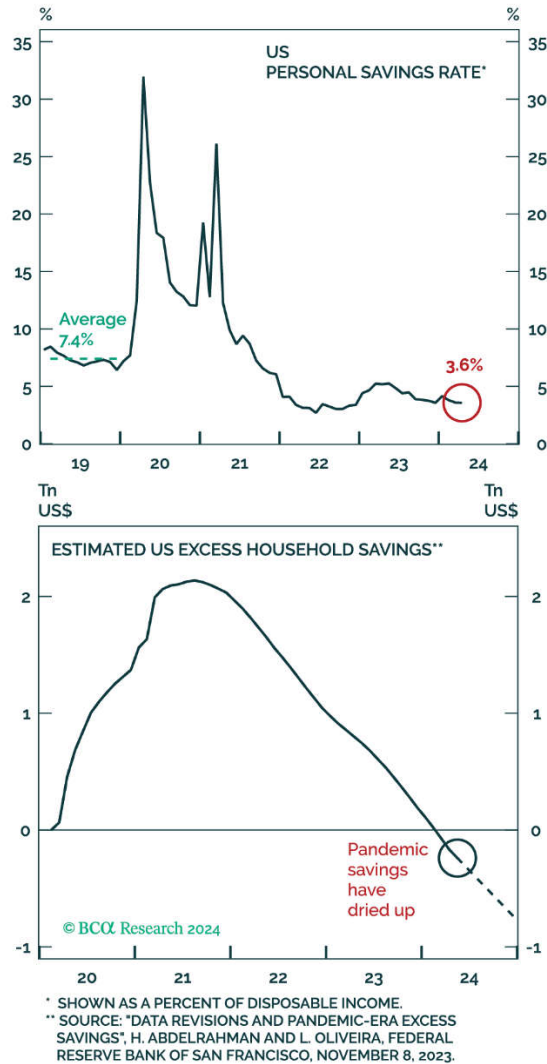 %
%
US
PERSONAL SAVINGS RATE*
35
35
30
30
25
25
20
20
15
15
Average
7.4%
10
10
3.6%
5
5
0
0
19
20
21
22
23
24
Tn
US$
Tn
US$
ESTIMATED US EXCESS HOUSEHOLD SAVINGS**
2
2
1
1
0
0
Pandemic
savings
have
dried up
© BCα Research 2024
-1
-1
20
21
22
23
24
* SHOWN AS A PERCENT OF DISPOSABLE INCOME.
** SOURCE: "DATA REVISIONS AND PANDEMIC-ERA EXCESS
SAVINGS", H. ABDELRAHMAN AND L. OLIVEIRA, FEDERAL
RESERVE BANK OF SAN FRANCISCO, NOVEMBER 8, 2023.